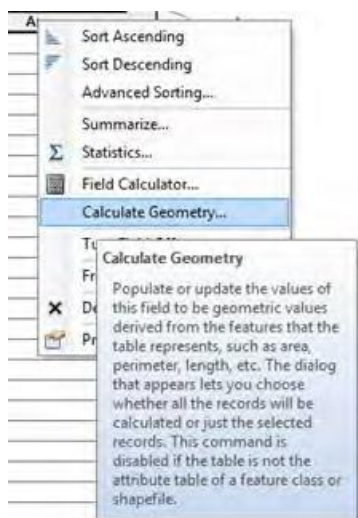 Sort Ascending
Sort Descending
Advanced Sorting...
Summarize...
Σ Statistics...
Field Calculator...
Calculate Geometry...
Calculate Geometry
Populate or update the values of
this field to be geometric values
derived from the features that the
table represents, such as area,
perimeter, length, etc. The dialog
that appears lets you choose
whether all the records will be
calculated or just the selected
records. This command is
disabled if the table is not the
attribute table of a feature class or
shapefile.